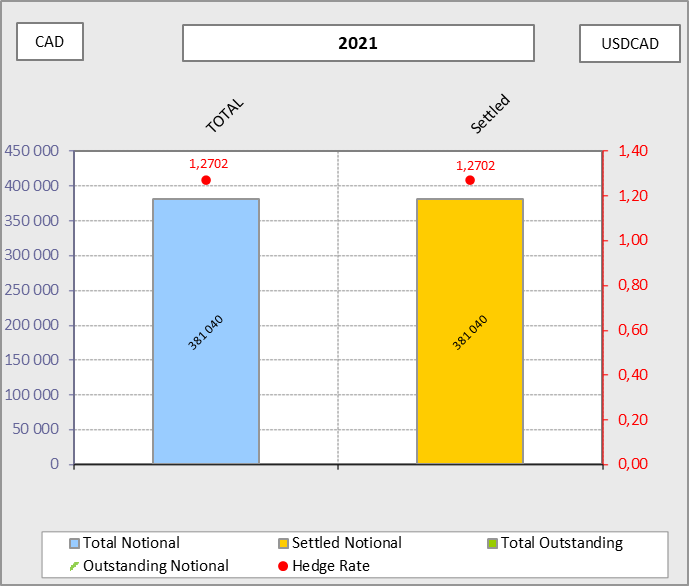 CAD
2021
USDCAD
TOTAL
Settled
450 000
400 000
350 000
300 000
250 000
200 000
150 000
100 000
50 000
0
1,2702
1,2702
381 040
381 040
1,40
1,20
1,00
0,80
0,60
0,40
0,20
0,00
Total Notional
Settled Notional
Total Outstanding
Outstanding Notional
Hedge Rate